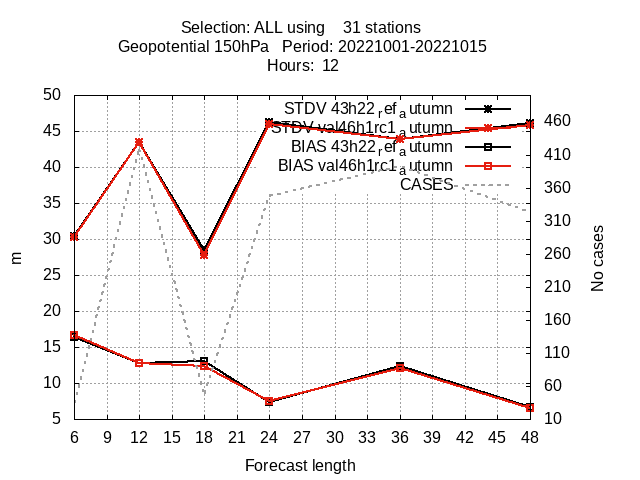 Selection: ALL using    31 stations
Geopotential 150hPa   Period: 20221001-20221015
Hours:  12
50
45
40
35
30
25
20
15
10
5
m
STDV 43h22_ref_autumn
STDV val46h1rc1_autumn
BIAS 43h22_ref_autumn
BIAS val46h1rc1_autumn
CASES
460
410
360
310
260
210
160
110
60
10
No cases
6 9 12 15 18 21 24 27 30 33 36 39 42 45 48
Forecast length